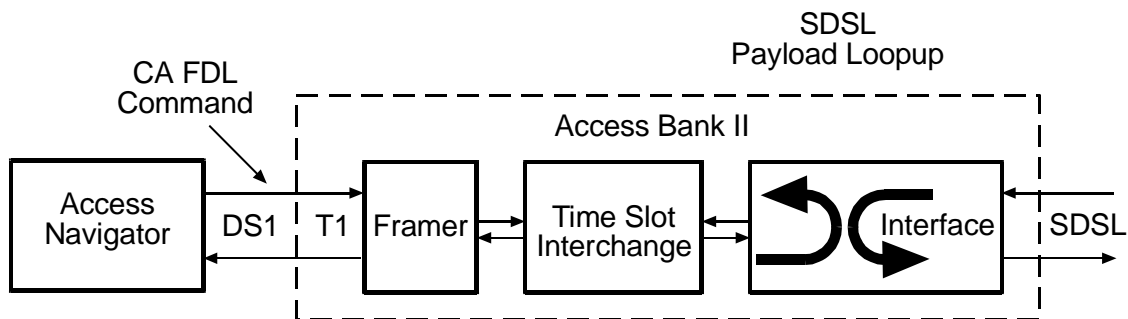 SDSL
Payload Loopup
CA FDL
Command
Access Bank II
Access
Navigator
DS1
T1
Framer
Time Slot
Interchange
Interface
SDSL